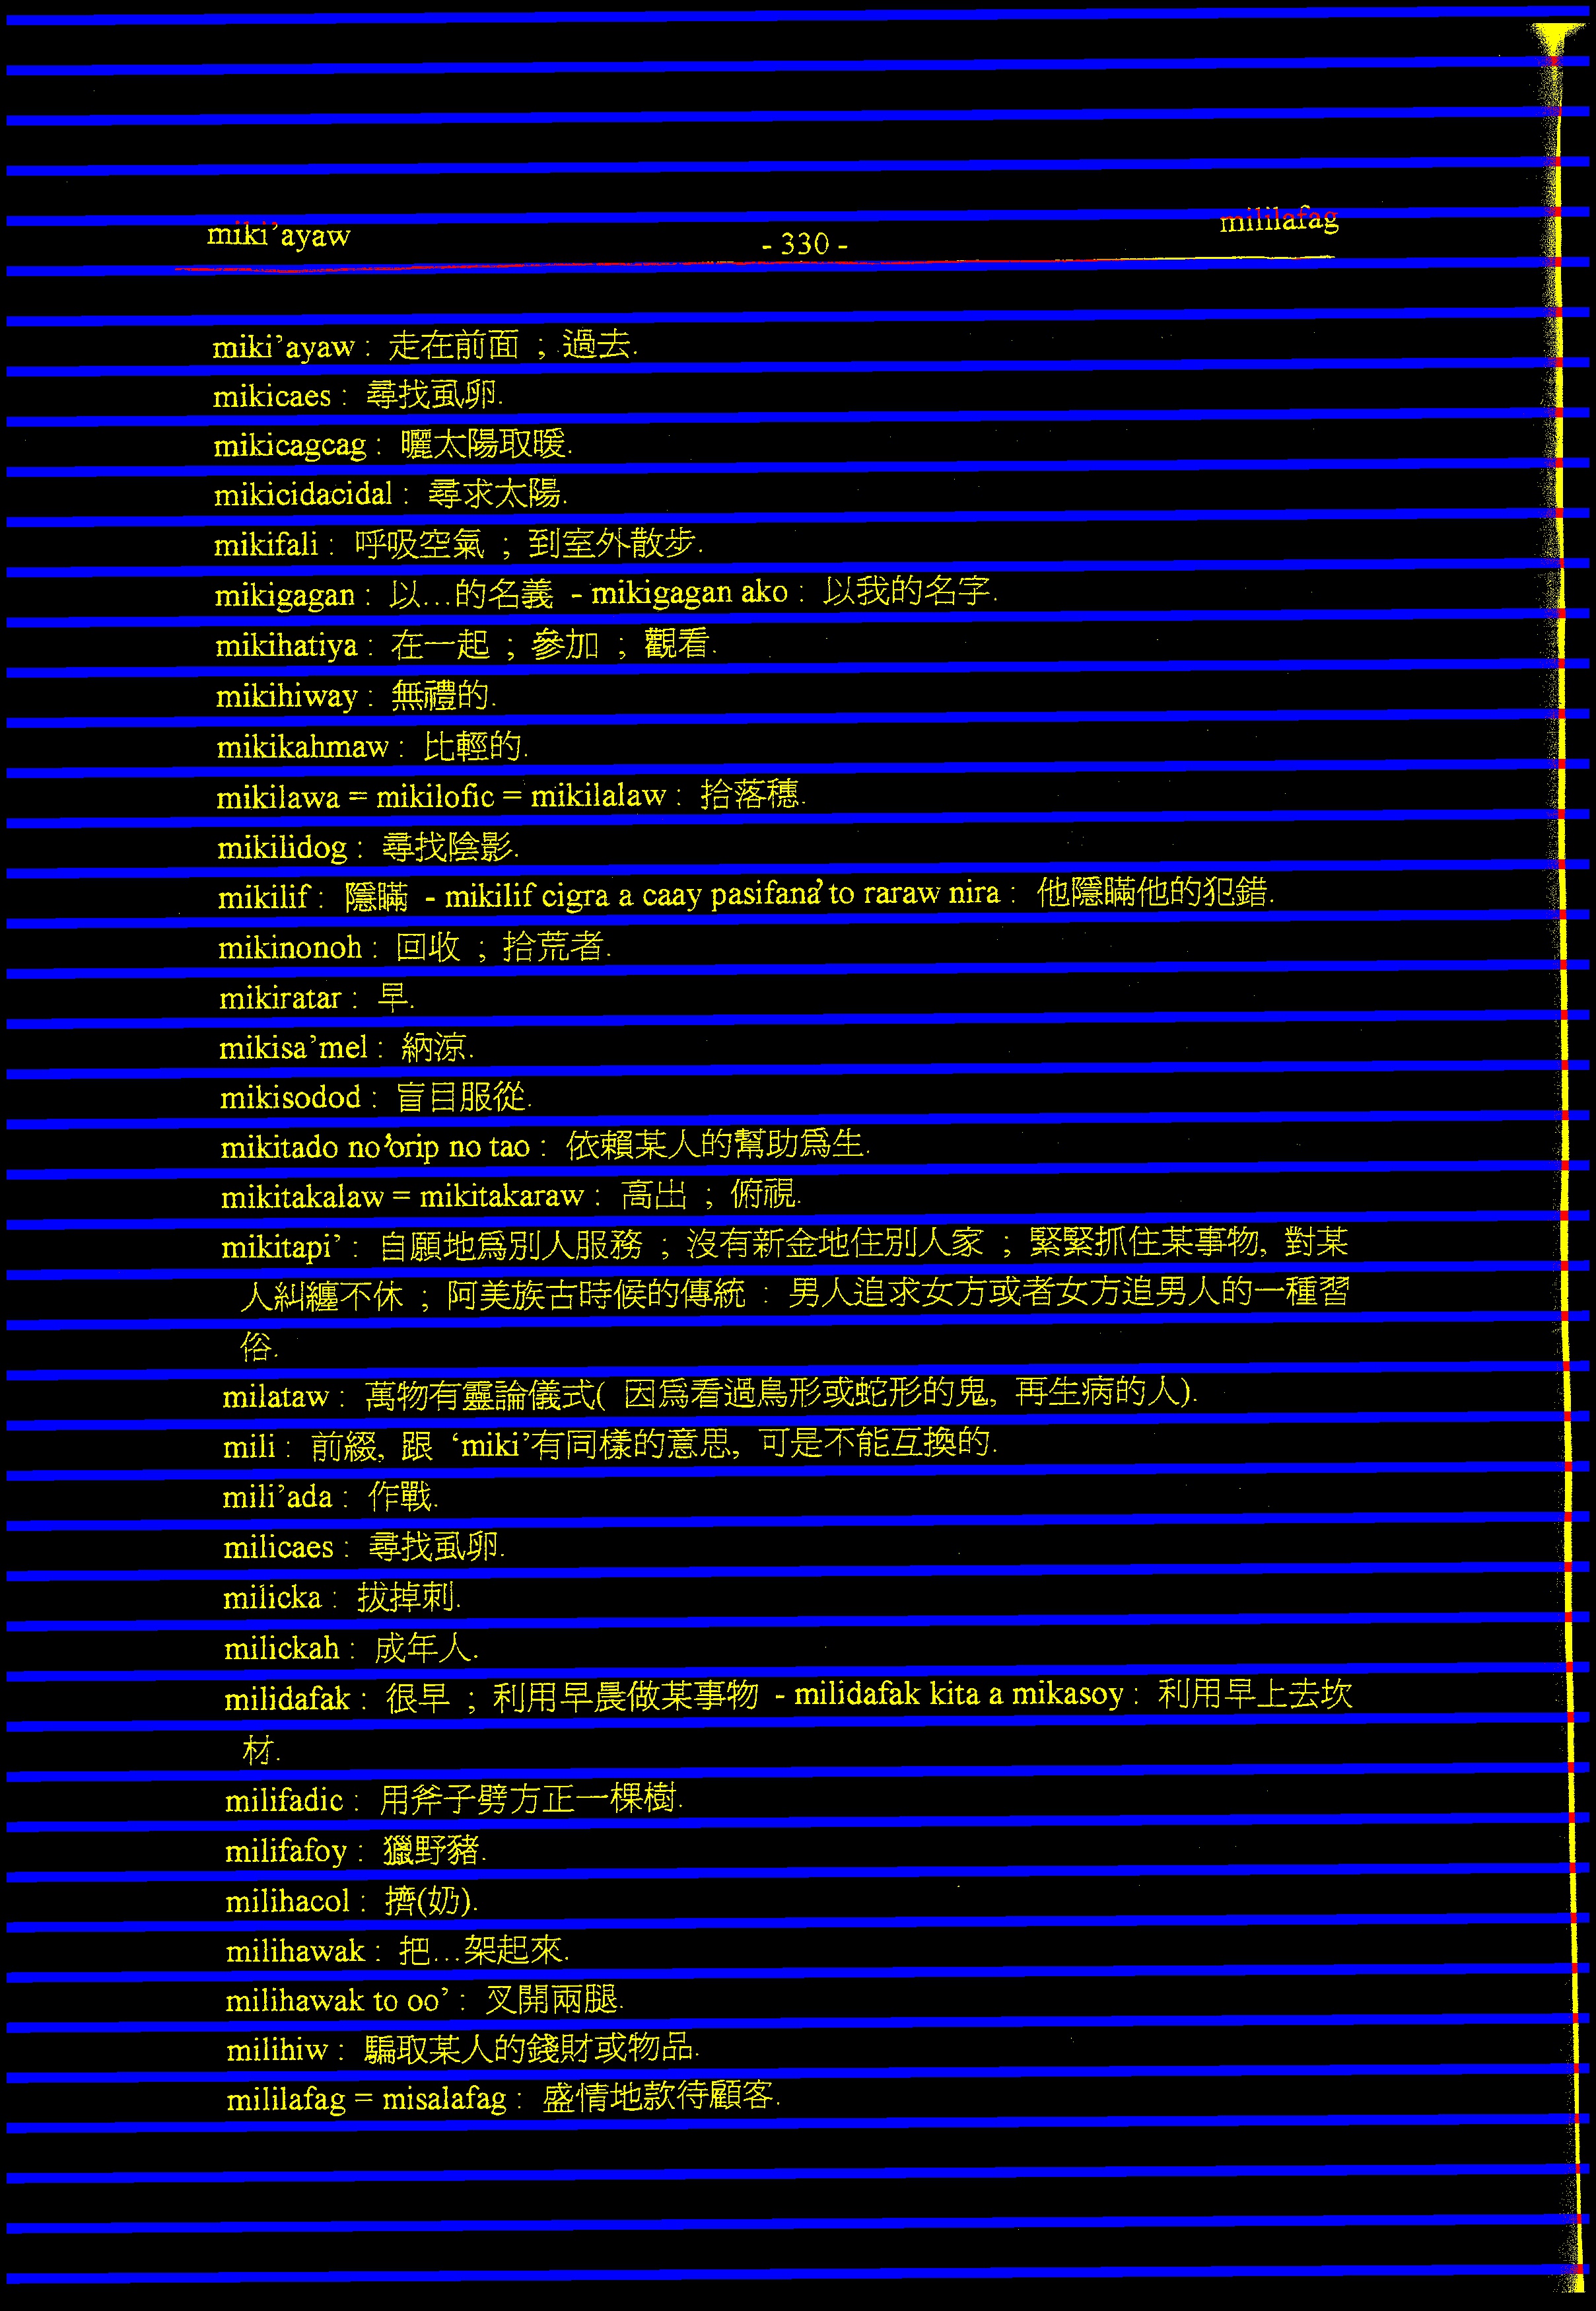 miki’ayaw - 330 - mililafag
miki’ayaw : 走在前面 ; 過去.
mikicaes : 尋找虱卵.
mikicagcag : 曬太陽取暖.
mikicidacidal : 尋求太陽.
mikifali : 呼吸空氣 ; 到室外散步.
mikigagan : 以…的名義 - mikigagan ako : 以我的名字.
mikihatiya : 在一起 ; 參加 ; 觀看.
mikihiway : 無禮的.
mikikahmaw : 比輕的.
mikilawa = mikilofic = mikilalaw : 拾落穗.
mikilidog : 尋找陰影.
mikilif : 隱瞞 - mikilif cigra a caay pasifana’ to raraw nira : 他隱瞞他的犯錯.
mikinonoh : 回收 ; 拾荒者.
mikiratar : 早.
mikisa’mel : 納涼.
mikisodod : 盲目服從.
mikitado no’orip no tao : 依賴某人的幫助爲生.
mikitakalaw = mikitakaraw : 高出 ; 俯視.
mikitapi’ : 自願地爲別人服務 ; 沒有新金地住別人家 ; 緊緊抓住某事物, 對某
人糾纏不休 ; 阿美族古時候的傳統 : 男人追求女方或者女方追男人的一種習
俗.
milataw : 萬物有靈論儀式( 因爲看過鳥形或蛇形的鬼, 再生病的人).
mili : 前綴, 跟 ‘miki’有同樣的意思, 可是不能互換的.
mili’ada : 作戰.
milicaes : 尋找虱卵.
milicka : 拔掉刺.
milickah : 成年人.
milidafak : 很早 ; 利用早晨做某事物 - milidafak kita a mikasoy : 利用早上去坎
材.
milifadic : 用斧子劈方正一棵樹.
milifafoy : 獵野豬.
milihacol : 擠(奶).
milihawak : 把…架起來.
milihawak to oo’ : 叉開兩腿.
milihiw : 騙取某人的錢財或物品.
mililafag = misalafag : 盛情地款待顧客.